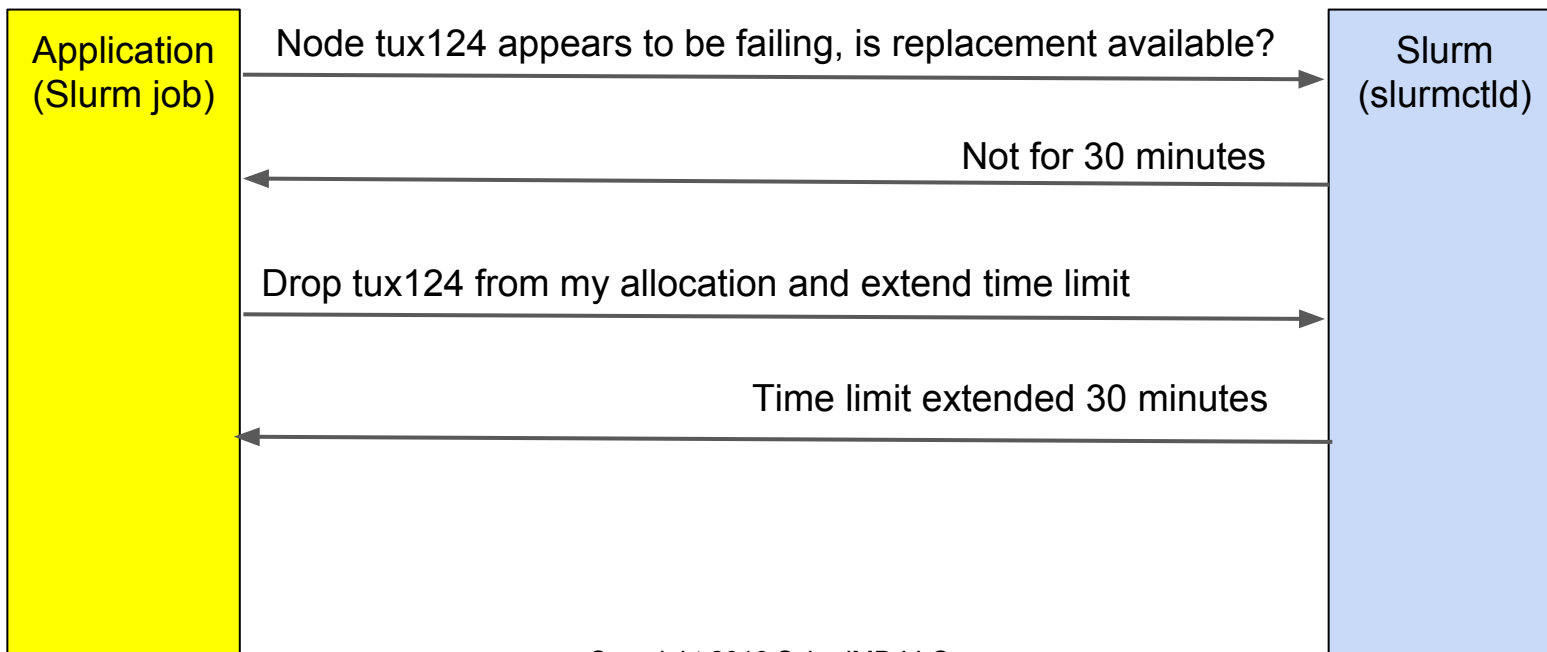 Application
(Slurm job)
Node tux124 appears to be failing, is replacement available?
Slurm
(slurmctld)
Not for 30 minutes
Drop tux124 from my allocation and extend time limit
Time limit extended 30 minutes